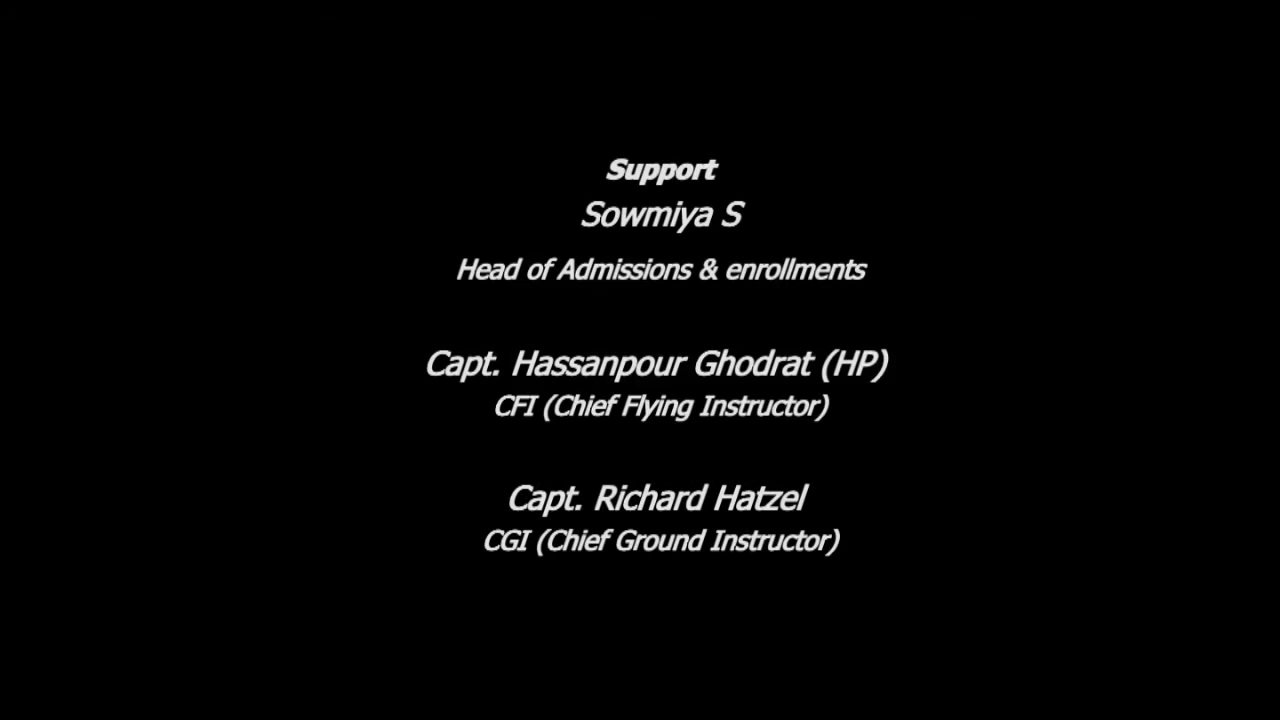 Support
Sowmiya S
Head of Admissions & enrollments
Capt. Hassanpour Ghodrat (HP)
CFI (Chief Flying Instructor)
Capt. Richard Hatzel
CGI (Chief Ground Instructor)